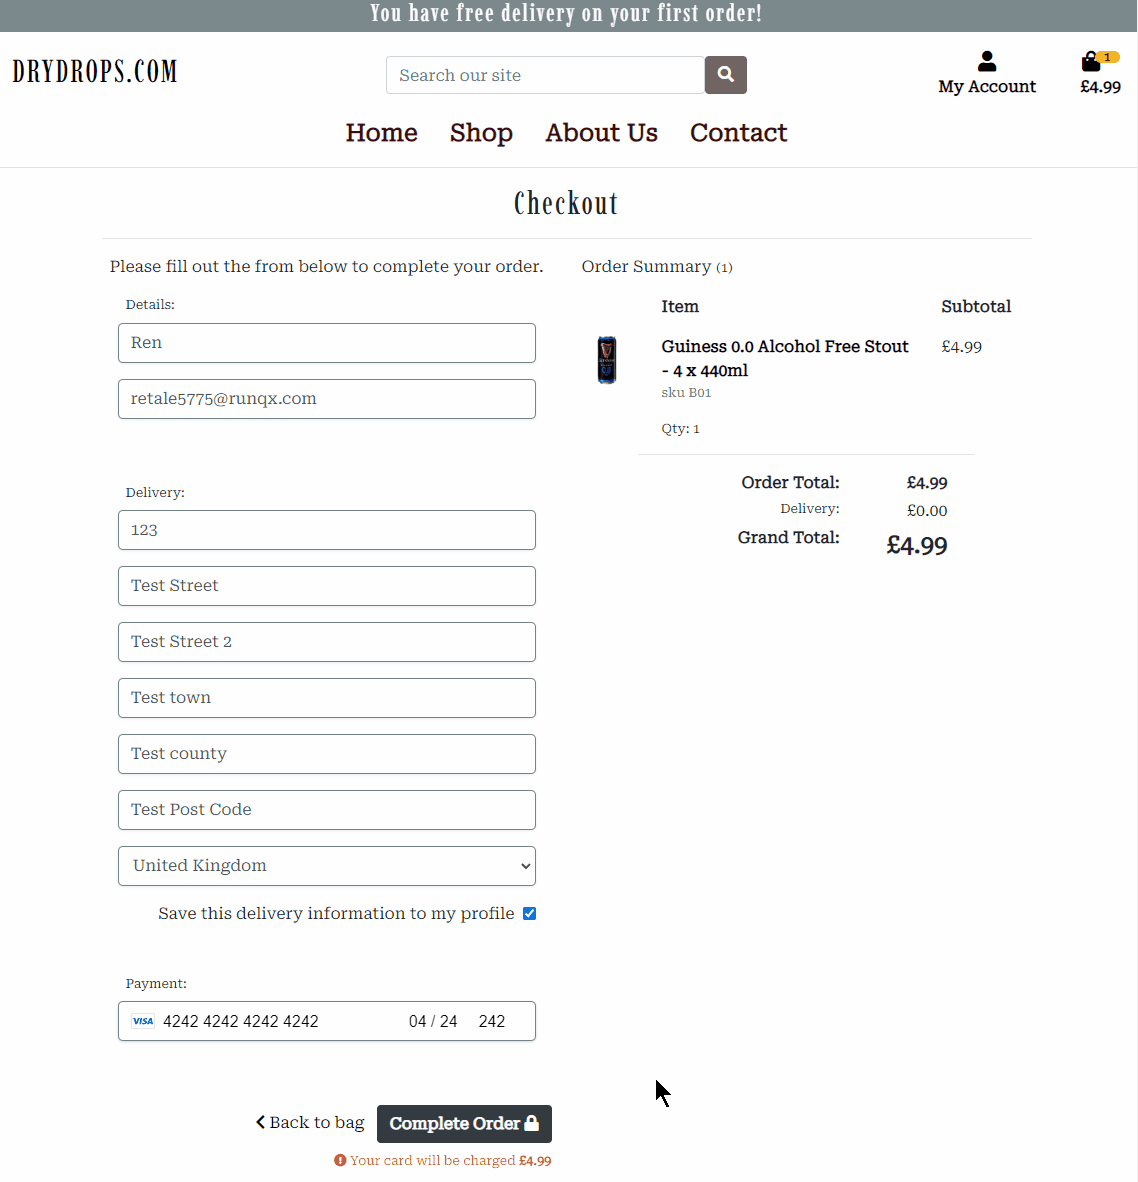 You have free delivery on your first order!
DRYDROPS.COM
Search our site
My Account
1
£4.99
Home Shop About Us Contact
Checkout
Please fill out the from below to complete your order.
Details:
Ren
retale5775@runqx.com
Delivery:
123
Test Street
Test Street 2
Test town
Test county
Test Post Code
United Kingdom
Save this delivery information to my profile
Payment:
VISA 4242 4242 4242 4242 04 / 24 242
Back to bag Complete Order
Your card will be charged £4.99
Order Summary (1)
Item Subtotal
Guiness 0.0 Alcohol Free Stout £4.99
- 4 x 440ml
sku B01
Qty: 1
Order Total: £4.99
Delivery: £0.00
Grand Total: £4.99